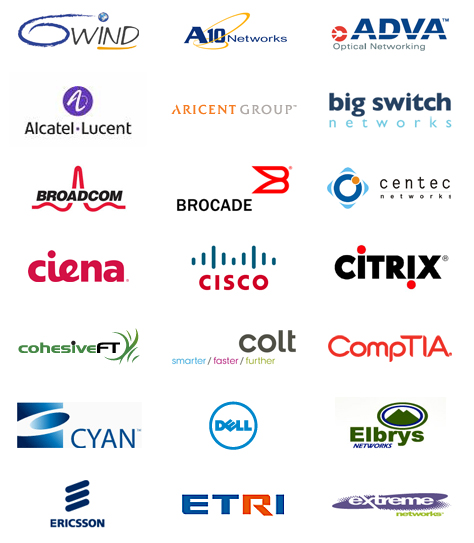 6WIND
A10 Networks
ADVA™
Optical Networking
Alcatel·Lucent
ARICENT GROUP™
big switch
networks
BROADCOM
BROCADE
centec
networks
ciena®
CISCO
CiTRIX®
cohesiveFT
colt
smarter / faster / further
CompTIA.
CYAN™
DELL
Elbrys
NETWORKS
ERICSSON
ETRI
extreme
networks®